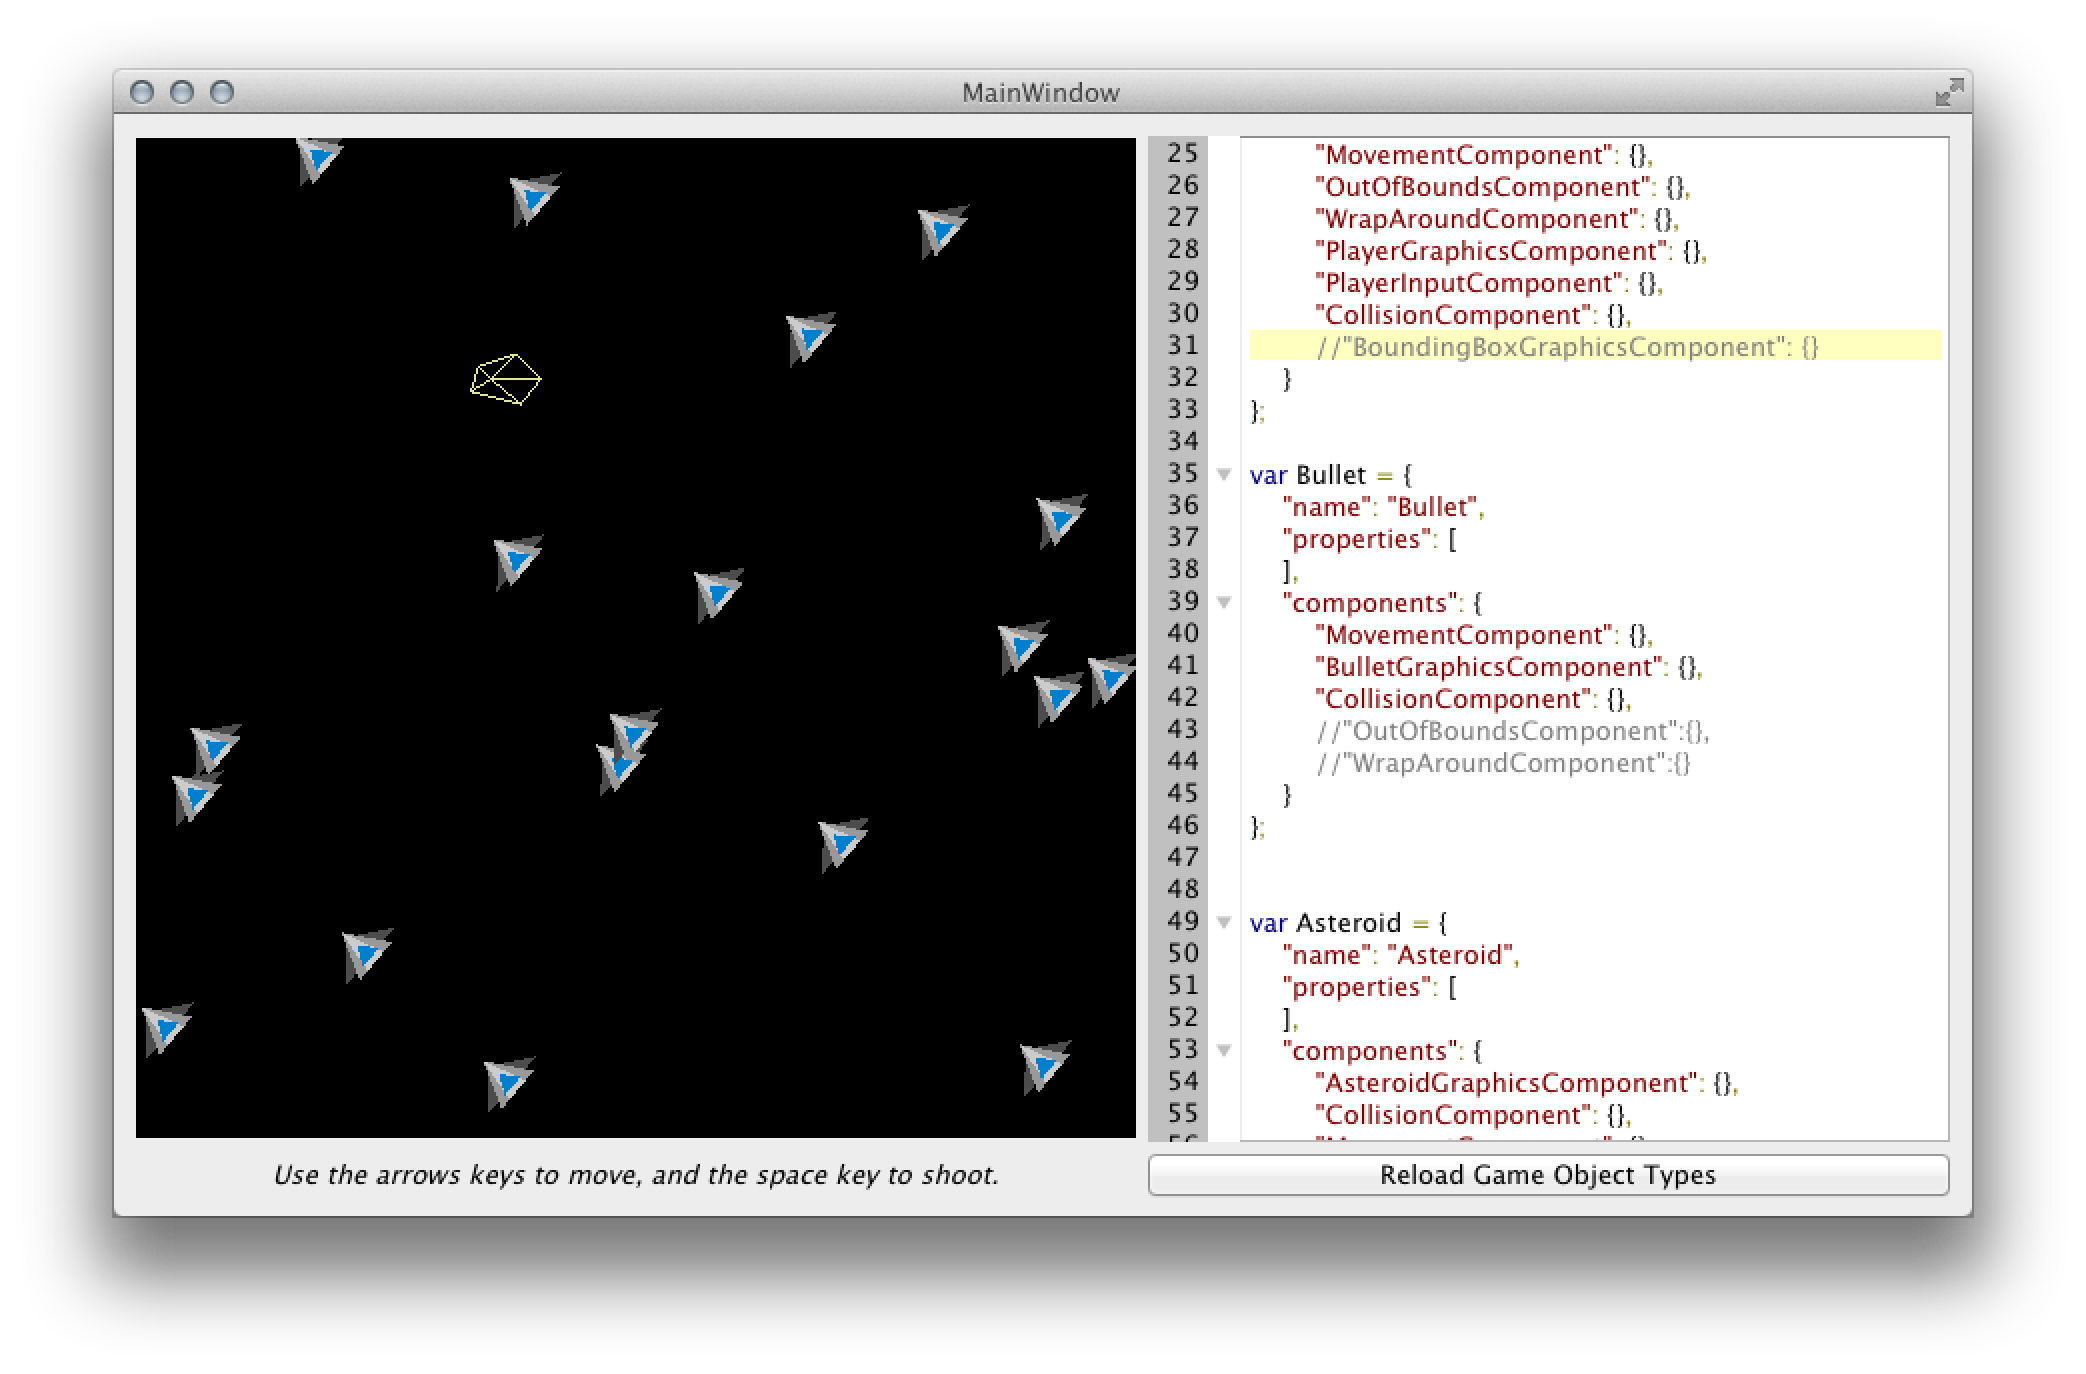 MainWindow
25 "MovementComponent": {},
26 "OutOfBoundsComponent": {},
27 "WrapAroundComponent": {},
28 "PlayerGraphicsComponent": {},
29 "PlayerInputComponent": {},
30 "CollisionComponent": {},
31 //"BoundingBoxGraphicsComponent": {}
32 }
33 };
34
35 var Bullet = {
36 "name": "Bullet",
37 "properties": [
38 ],
39 "components": {
40 "MovementComponent": {},
41 "BulletGraphicsComponent": {},
42 "CollisionComponent": {},
43 //"OutOfBoundsComponent":{},
44 //"WrapAroundComponent":{}
45 }
46 };
47
48
49 var Asteroid = {
50 "name": "Asteroid",
51 "properties": [
52 ],
53 "components": {
54 "AsteroidGraphicsComponent": {},
55 "CollisionComponent": {},
Use the arrows keys to move, and the space key to shoot.
Reload Game Object Types